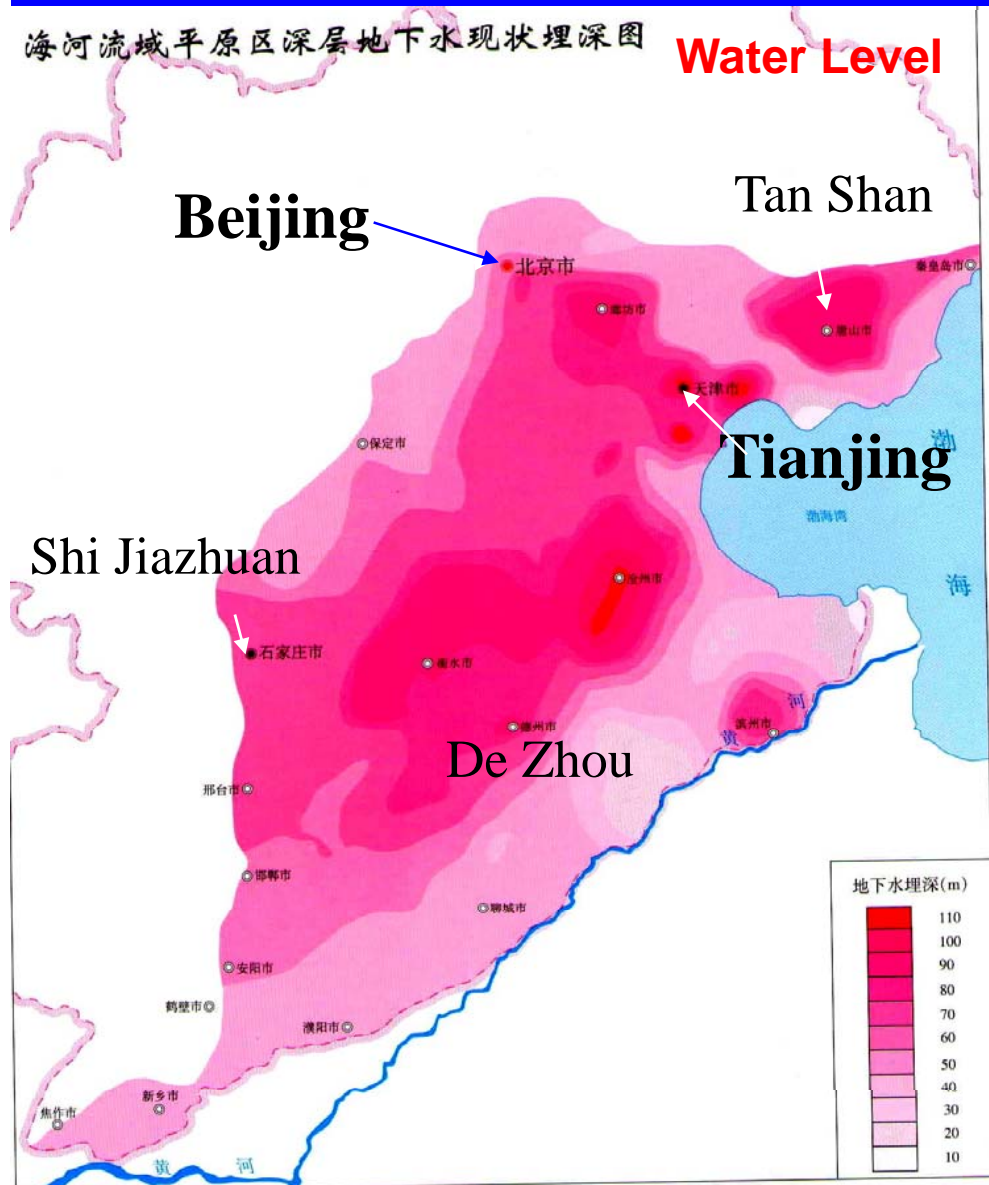 海河流域平原区深层地下水现状埋深图
Water Level
Tan Shan
Beijing
北京市
秦皇岛市
廊坊市
唐山市
天津市
保定市
Tianjing
渤
渤海湾
海
Shi Jiazhuan
沧州市
石家庄市
衡水市
德州市
De Zhou
河
滨州市
黄
邢台市
邯郸市
聊城市
安阳市
鹤壁市
濮阳市
新乡市
焦作市
黄 河
地下水埋深(m)
110
100
90
80
70
60
50
40
30
20
10